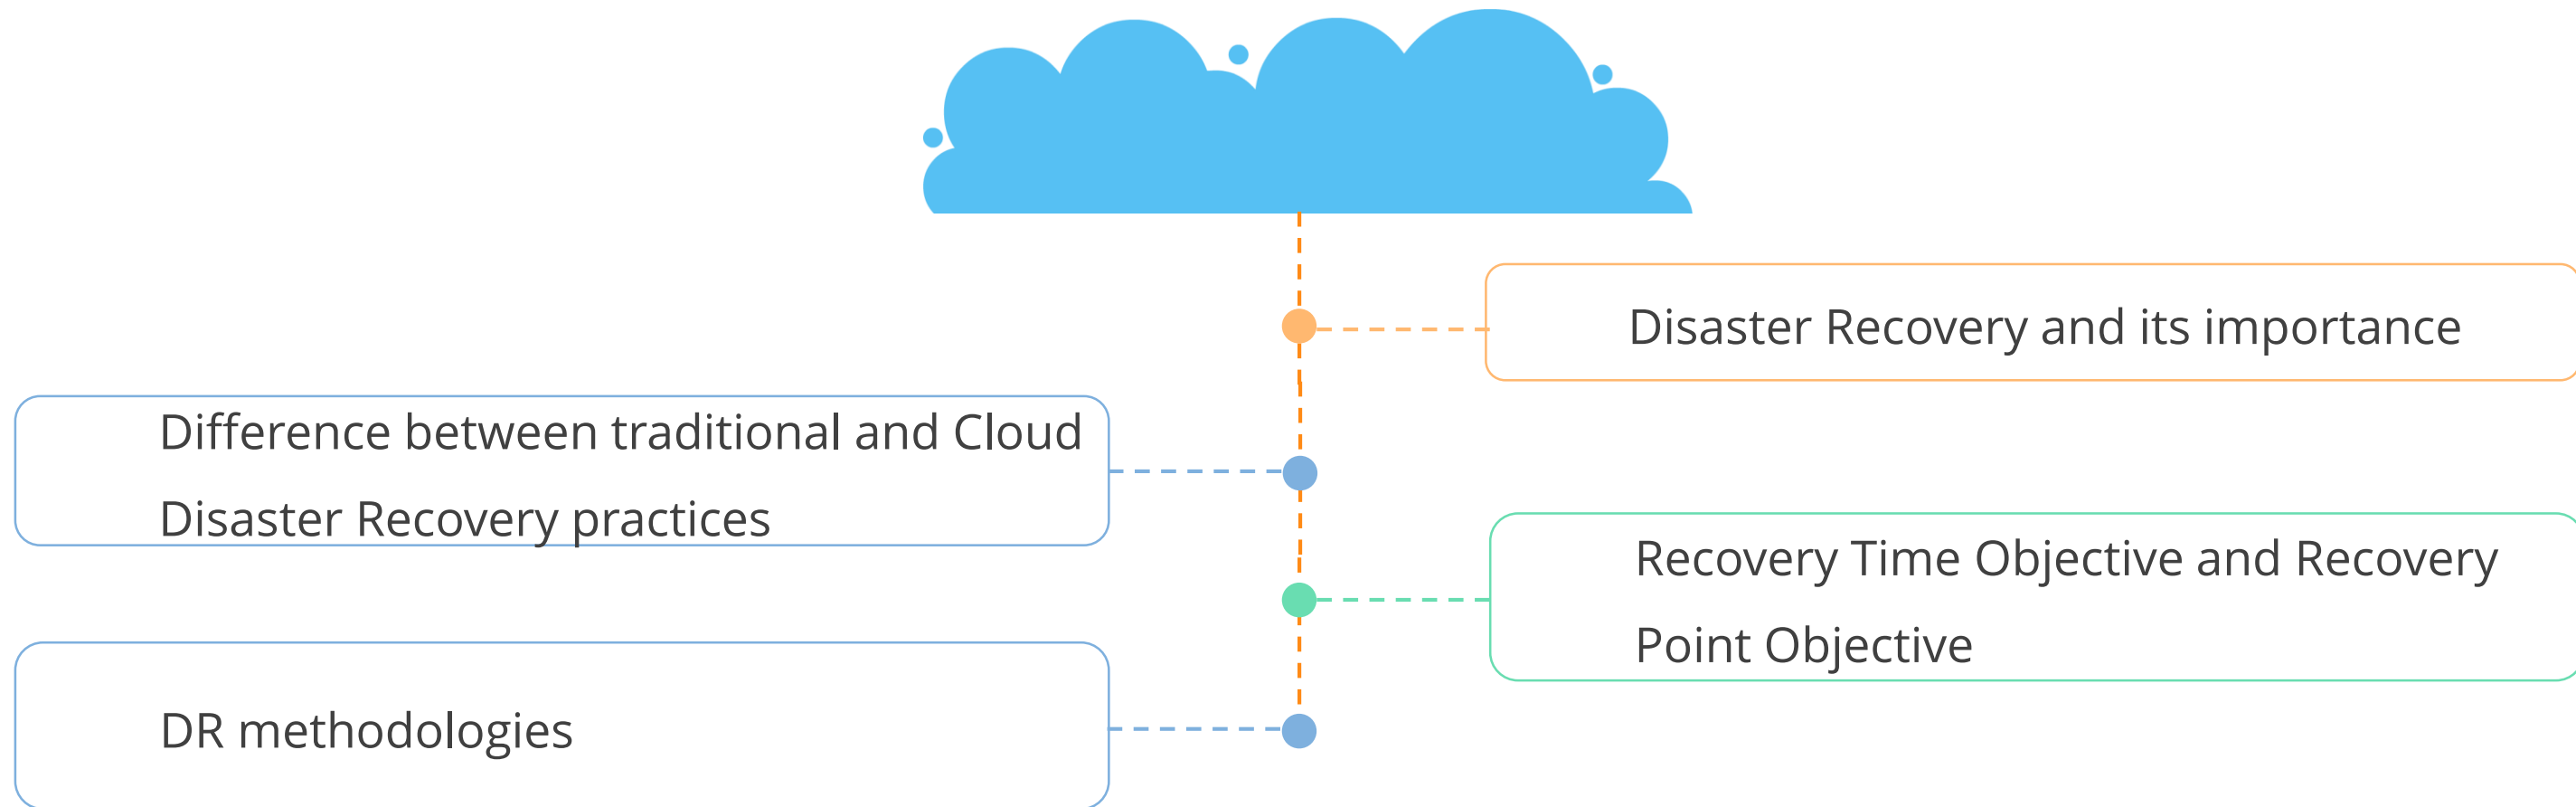 Disaster Recovery and its importance
Difference between traditional and Cloud
Disaster Recovery practices
Recovery Time Objective and Recovery
Point Objective
DR methodologies